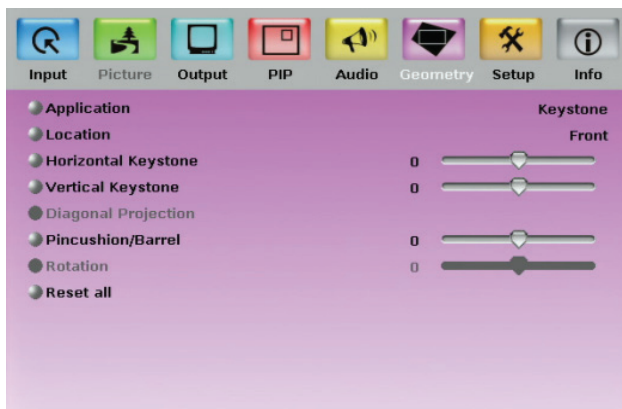 Input Picture Output PIP Audio Geometry Setup Info
Application Keystone
Location Front
Horizontal Keystone 0
Vertical Keystone 0
Diagonal Projection
Pincushion/Barrel 0
Rotation 0
Reset all